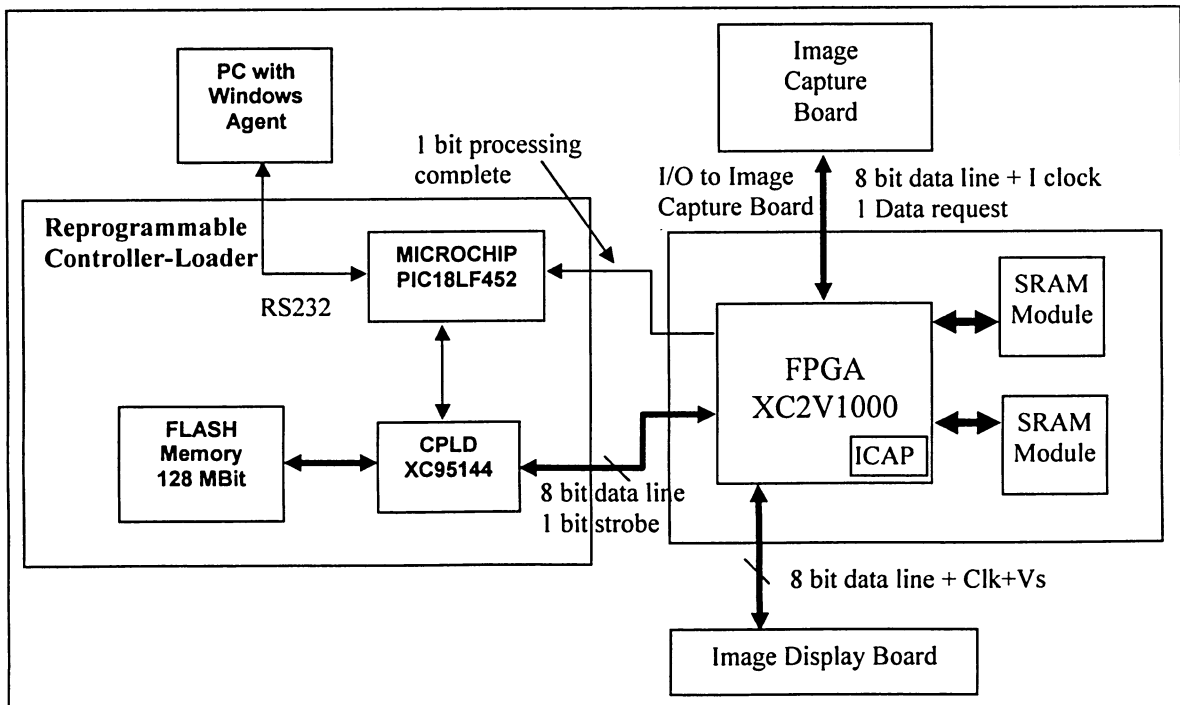 PC with
Windows
Agent
Image
Capture
Board
1 bit processing
complete
I/O to Image
Capture Board
8 bit data line + I clock
1 Data request
Reprogrammable
Controller-Loader
MICROCHIP
PIC18LF452
RS232
SRAM
Module
FPGA
XC2V1000
ICAP
SRAM
Module
FLASH
Memory
128 MBit
CPLD
XC95144
8 bit data line
1 bit strobe
8 bit data line + Clk+Vs
Image Display Board